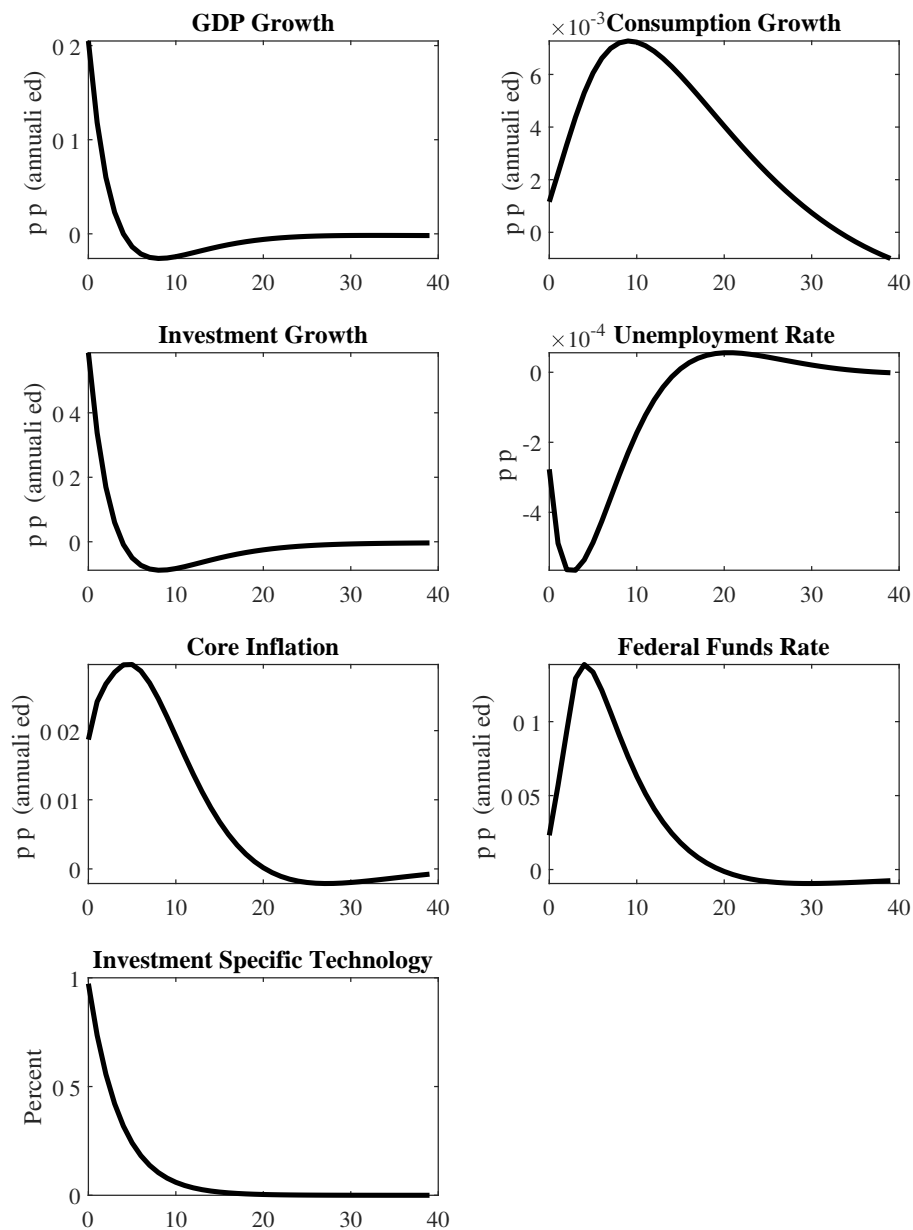 GDP Growth
0 2
0 1
0
p p (annuali ed)
0 10 20 30 40
×10-3 Consumption Growth
6
4
2
0
p p (annuali ed)
0 10 20 30 40
Investment Growth
0 4
0 2
0
p p (annuali ed)
0 10 20 30 40
×10-4 Unemployment Rate
0
-2
-4
p p
0 10 20 30 40
Core Inflation
0 02
0 01
0
p p (annuali ed)
0 10 20 30 40
Federal Funds Rate
0 1
0 05
0
p p (annuali ed)
0 10 20 30 40
Investment Specific Technology
1
0 5
0
Percent
0 10 20 30 40